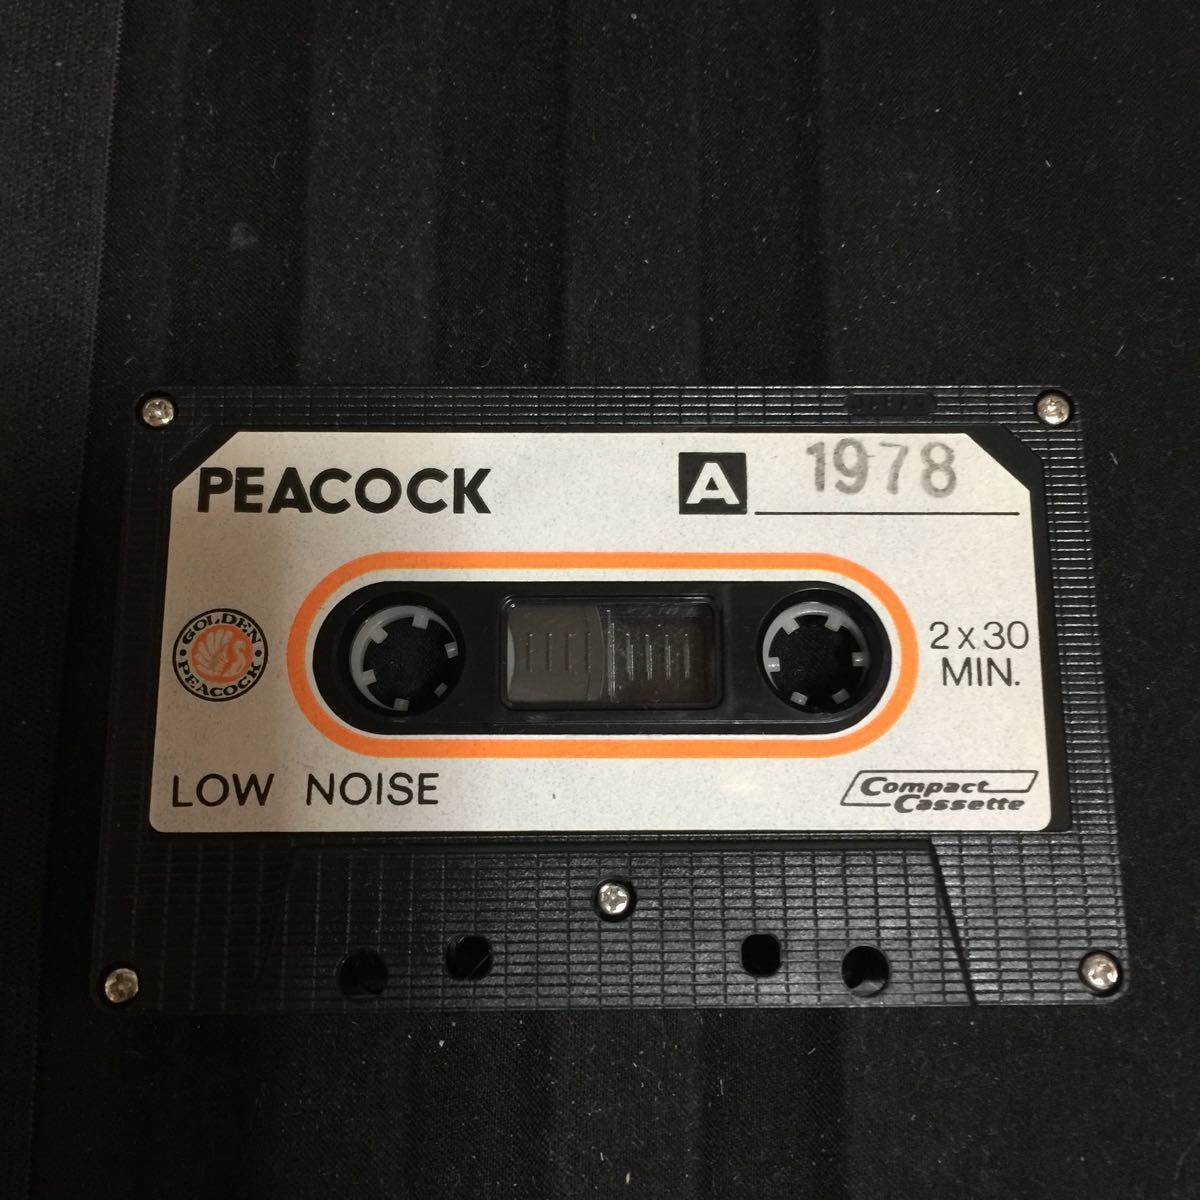 PEACOCK
A 1978
GOLDEN
PEACOCK
2 x 30
MIN.
LOW NOISE
Compact
Cassette